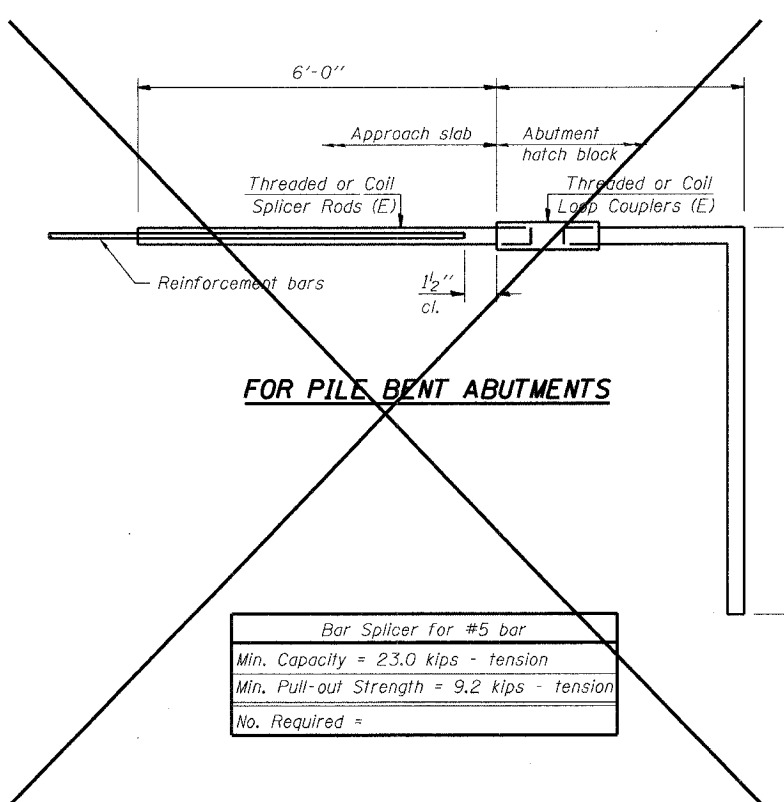 6'-0"
Approach slab
Abutment
hatch block
Threaded or Coil
Splicer Rods (E)
Threaded or Coil
Loop Couplers (E)
Reinforcement bars
1 1/2"
cl.
FOR PILE BENT ABUTMENTS
Bar Splicer for #5 bar
Min. Capacity = 23.0 kips - tension
Min. Pull-out Strength = 9.2 kips - tension
No. Required =